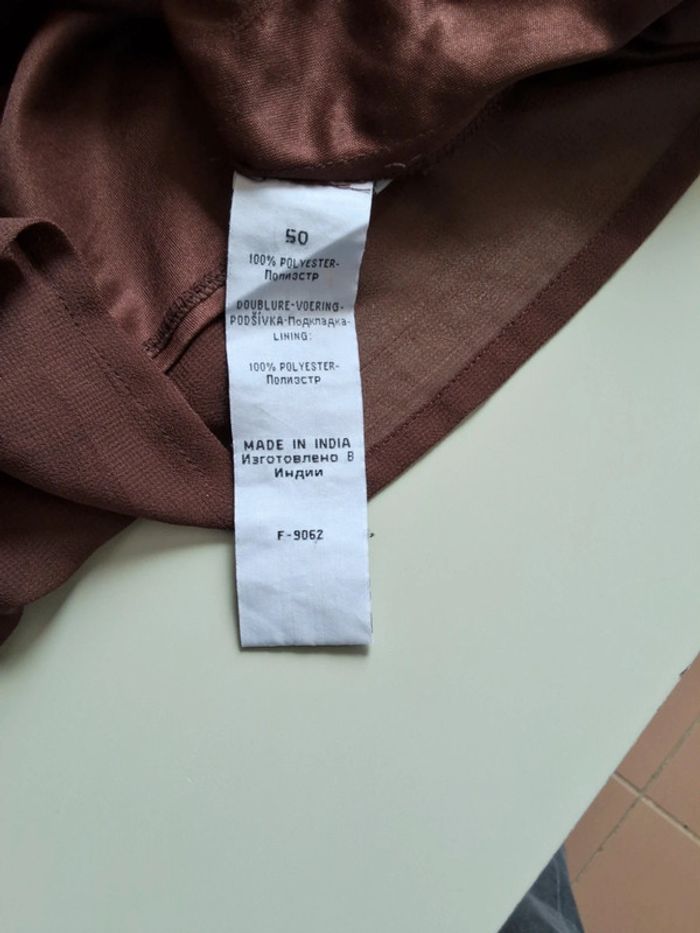 50
100% POLYESTER-
Полиэстр
DOUBLURE-VOERING-
PODŠÍVKA-Подкладка-
LINING:
100% POLYESTER-
Полиэстр
MADE IN INDIA
Изготовлено В
Индии
F-9062